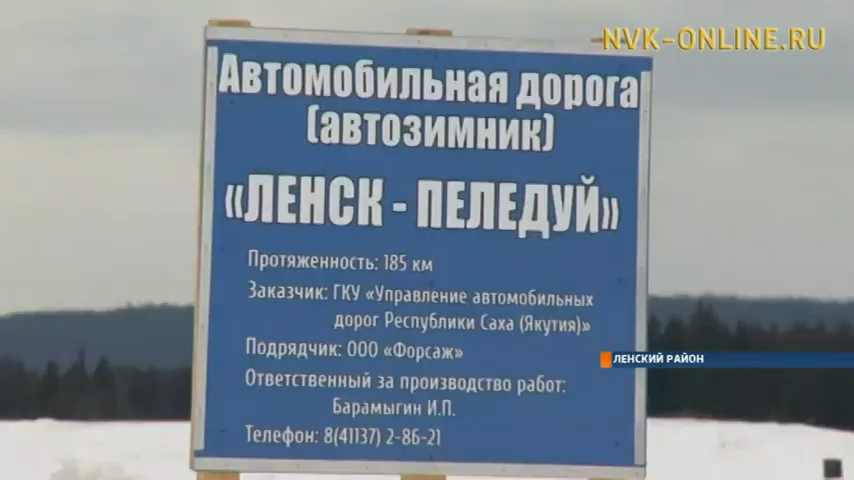 NVK-ONLINE.RU
Автомобильная дорога
(автозимник)
«ЛЕНСК - ПЕЛЕДУЙ»
Протяженность: 185 км
Заказчик: ГКУ «Управление автомобильных
дорог Республики Саха (Якутия)»
Подрядчик: ООО «Форсаж»
ЛЕНСКИЙ РАЙОН
Ответственный за производство работ:
Барамыгин И.П.
Телефон: 8(41137) 2-86-21